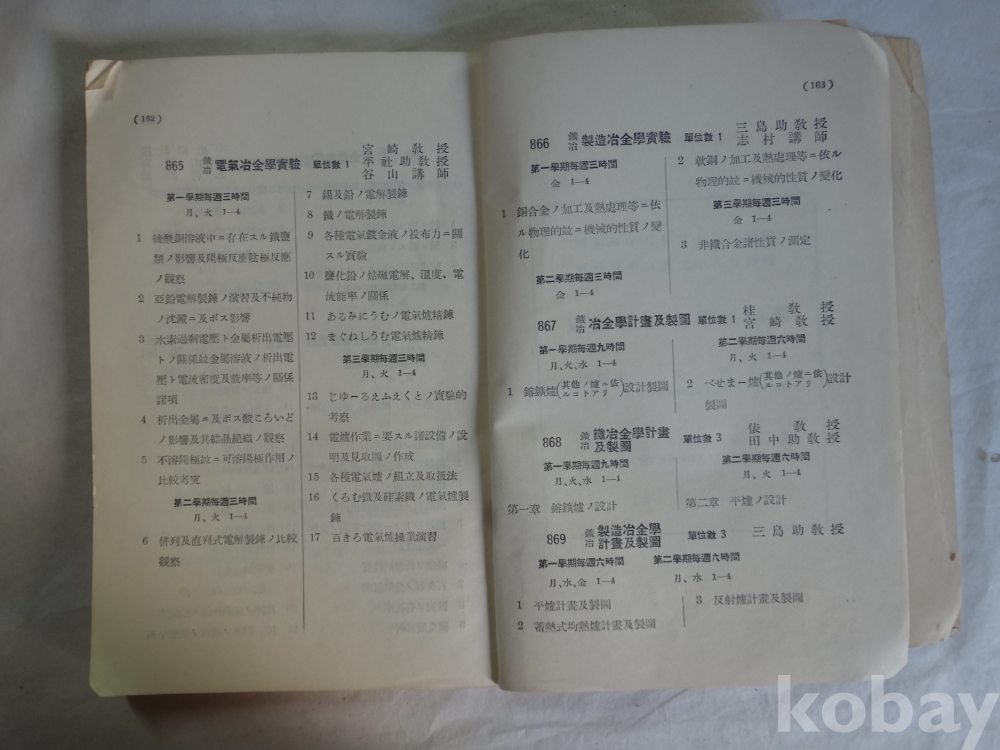 (162)
865 鑛冶 電氣冶金學實驗 單位數 1 宮崎教授 平社助教授 谷山講師
第一學期每週三時間
月、火 1—4
1 硫酸銅溶液中ニ存在スル鐵鹽
類ノ影響及陽極反應陰極反應
ノ觀察
2 亞鉛電解製鍊ノ演習及不純物
ノ沈澱ニ及ボス影響
3 水素過剩電壓ト金屬析出電壓
トノ關係竝金屬溶液ノ析出電
壓ト電流密度及能率等ノ關係
諸項
4 析出金屬ニ及ボス酸ころいど
ノ影響及其結晶組織ノ觀察
5 不溶陽極竝ニ可溶陽極作用ノ
比較考究
第二學期每週三時間
月、火 1—4
6 併列及直列式電解製鍊ノ比較
觀察
7 錫及鉛ノ電解製鍊
8 鐵ノ電解製鍊
9 各種電氣鍍金液ノ投布力ニ關
スル實驗
10 鹽化鉛ノ熔融電解、溫度、電
流能率ノ關係
11 あるみにうむノ電氣爐精鍊
12 まぐねしうむ電氣爐精鍊
第三學期每週三時間
月、火 1—4
13 じゆーるえふえくとノ實驗的
考察
14 電爐作業ニ要スル諸設備ノ說
明及見取圖ノ作成
15 各種電氣爐ノ組立及取扱法
16 くろむ鐵及硅素鐵ノ電氣爐製
鍊
17 百きろ電氣爐操業演習
(163)
866 鑛冶 製造冶金學實驗 單位數 1 三島助教授 志村講師
第一學期每週三時間
金 1—4
1 銅合金ノ加工及熱處理等ニ依
ル物理的竝ニ機械的性質ノ變
化
第二學期每週三時間
金 1—4
2 軟鋼ノ加工及熱處理等ニ依ル
物理的竝ニ機械的性質ノ變化
第三學期每週三時間
金 1—4
3 非鐵合金諸性質ノ測定
867 鑛冶 冶金學計畫及製圖 單位數 1 桂教授 宮崎教授
第一學期每週九時間
月、火、水 1—4
1 鎔鑛爐(其他ノ爐ニ依ルコトアリ)設計製圖
第二學期每週六時間
月、火 1—4
2 べせまー爐(其他ノ爐ニ依ルコトアリ)設計
製圖
868 鑛冶 鐵冶金學計畫及製圖 單位數 3 俵教授 田中助教授
第一學期每週九時間
月、火、水 1—4
第一章 鎔鑛爐ノ設計
第二學期每週六時間
月、火 1—4
第二章 平爐ノ設計
869 鑛冶 製造冶金學計畫及製圖 單位數 3 三島助教授
第一學期每週六時間
月、水、金 1—4
1 平爐計畫及製圖
2 蓄熱式均熱爐計畫及製圖
第二學期每週六時間
月、水 1—4
3 反射爐計畫及製圖
kobay